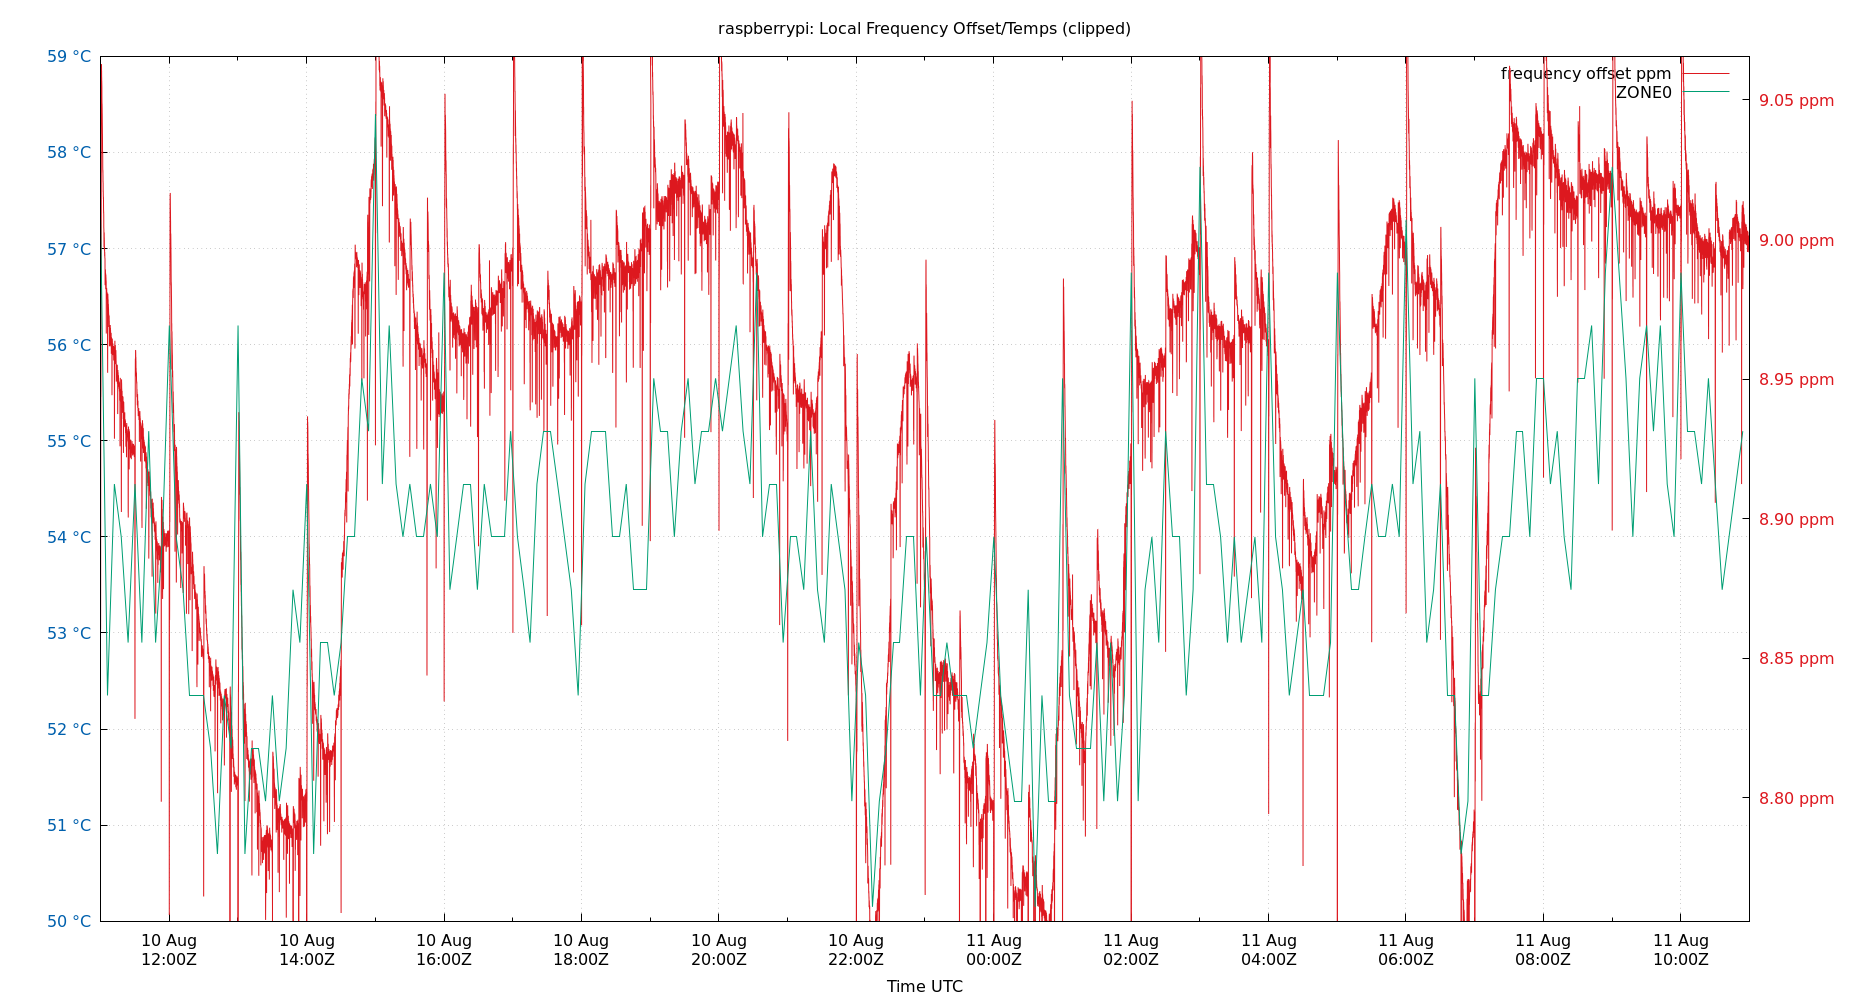 raspberrypi: Local Frequency Offset/Temps (clipped)
59 °C
58 °C
57 °C
56 °C
55 °C
54 °C
53 °C
52 °C
51 °C
50 °C
frequency offset ppm
ZONE0
9.05 ppm
9.00 ppm
8.95 ppm
8.90 ppm
8.85 ppm
8.80 ppm
10 Aug
12:00Z
10 Aug
14:00Z
10 Aug
16:00Z
10 Aug
18:00Z
10 Aug
20:00Z
10 Aug
22:00Z
11 Aug
00:00Z
11 Aug
02:00Z
11 Aug
04:00Z
11 Aug
06:00Z
11 Aug
08:00Z
11 Aug
10:00Z
Time UTC